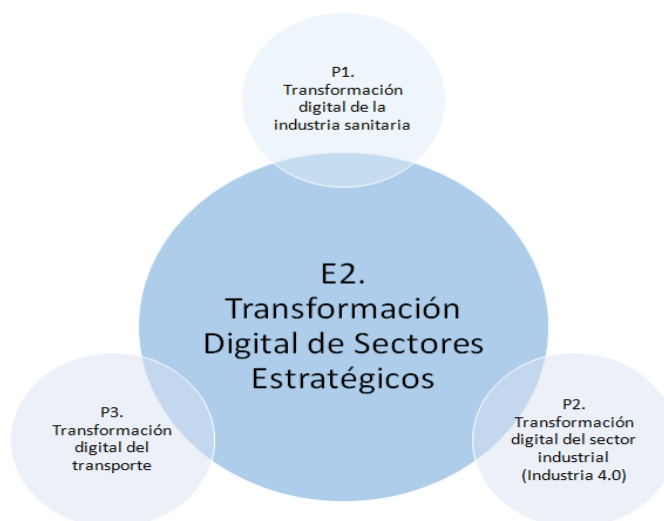 P1.
Transformación
digital de la
industria sanitaria
E2.
Transformación
Digital de Sectores
Estratégicos
P3.
Transformación
digital del
transporte
P2.
Transformación
digital del sector
industrial
(Industria 4.0)